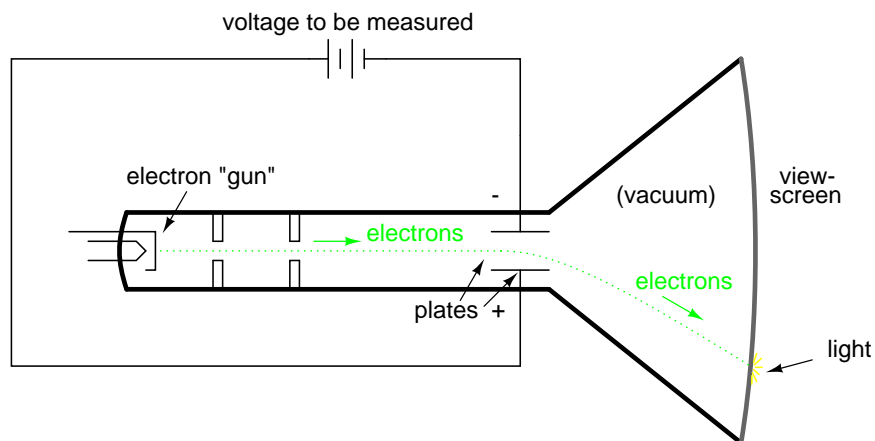 voltage to be measured
electron "gun"
-
(vacuum)
view-
screen
electrons
electrons
plates
+
light